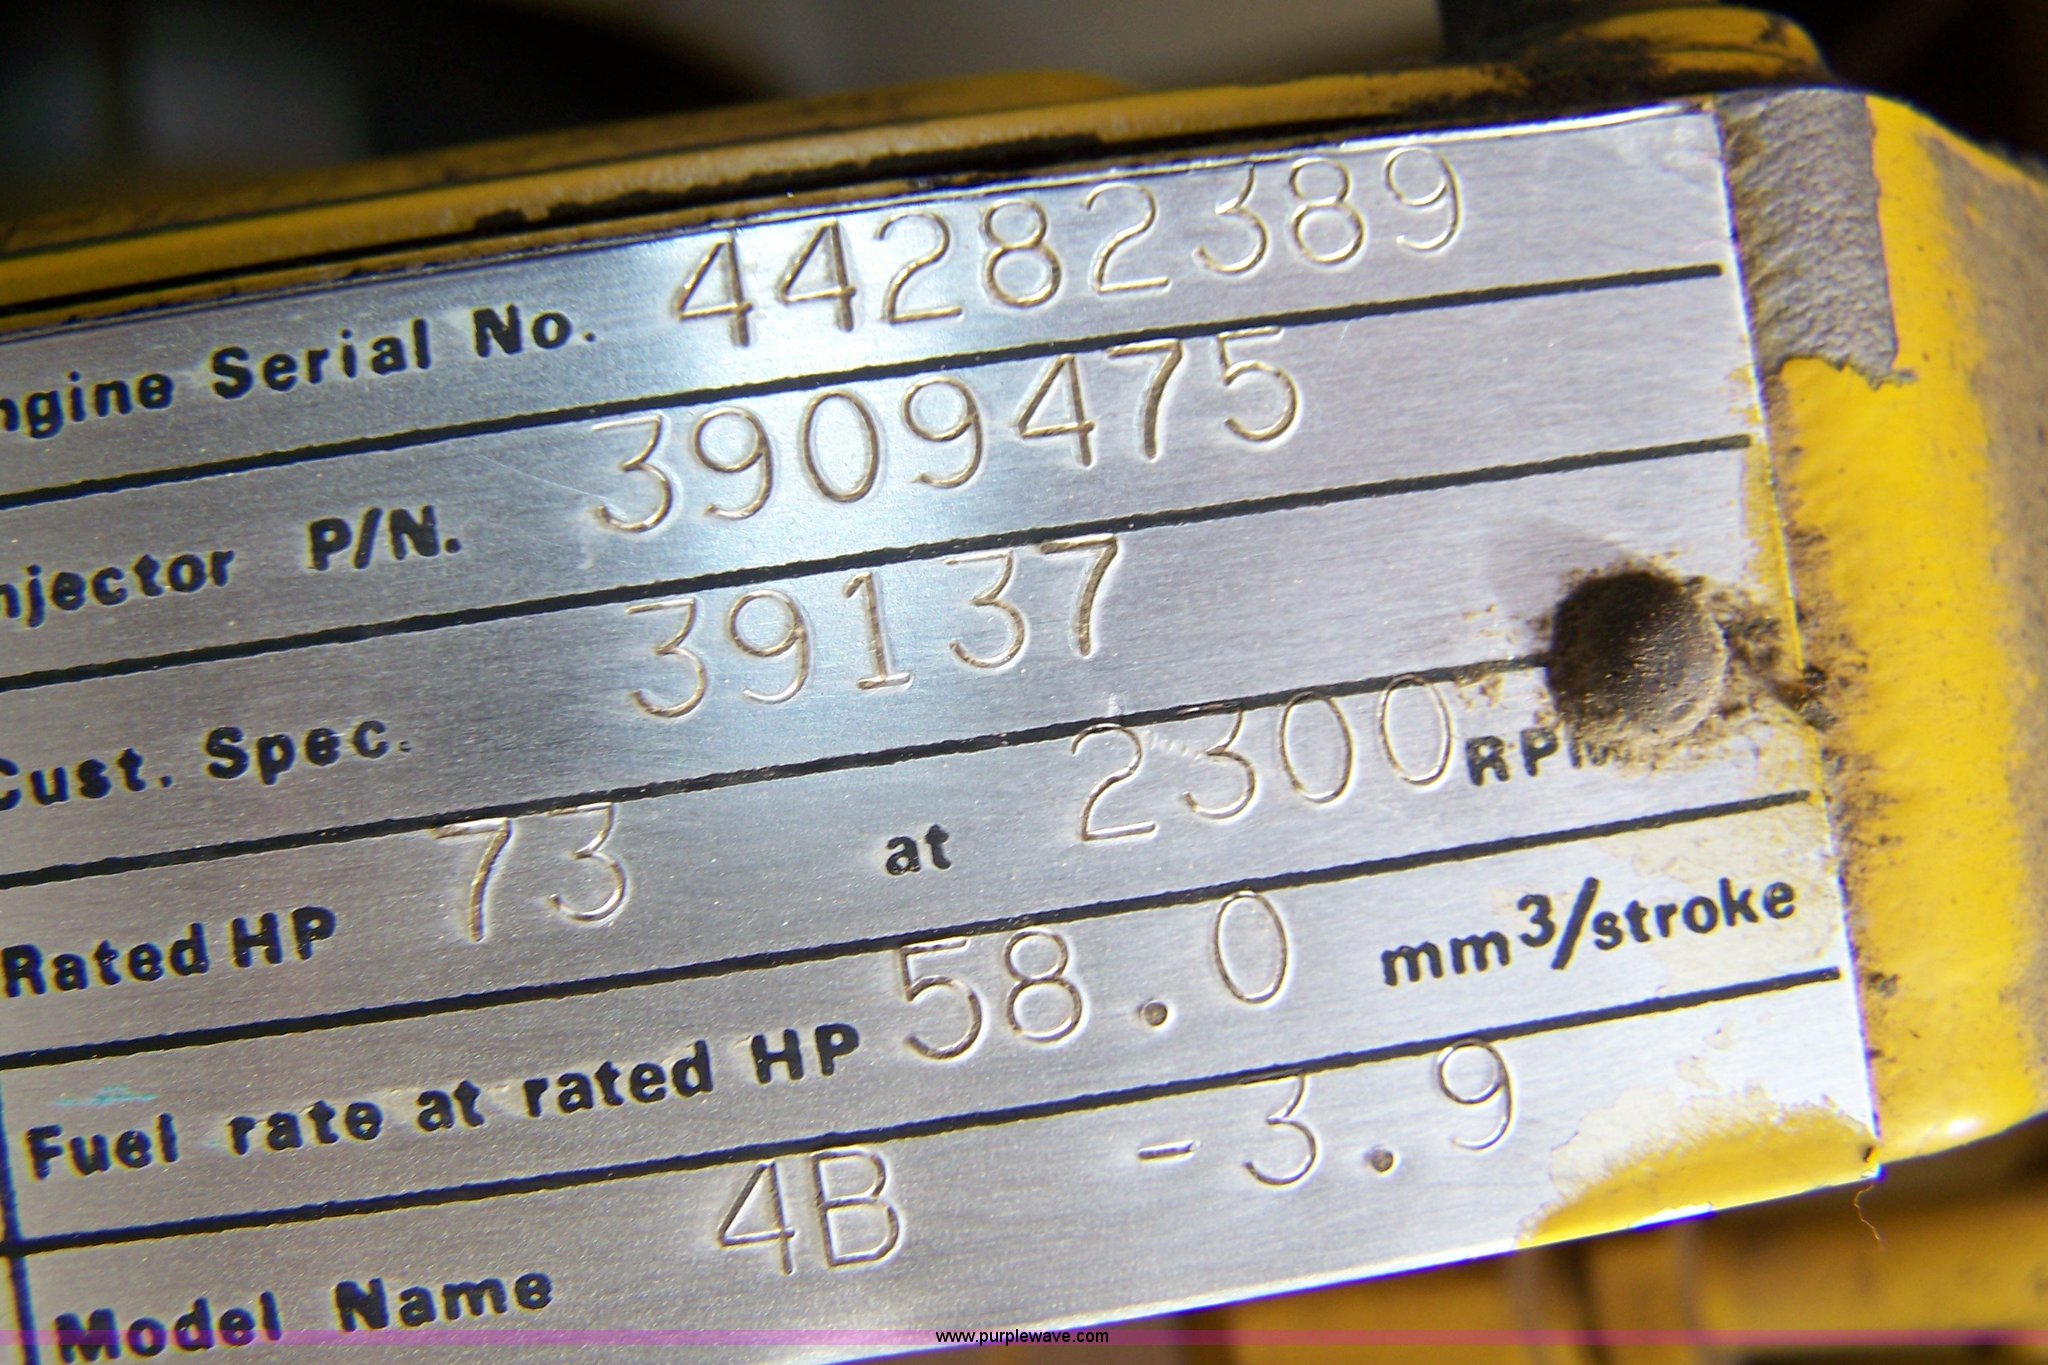 ngine Serial No. 44282389
njector P/N. 3909475
Cust. Spec. 39137
Rated HP 73 at 2300 RPM
Fuel rate at rated HP 58.0 mm³/stroke
Model Name 4B -3.9
www.purplewave.com